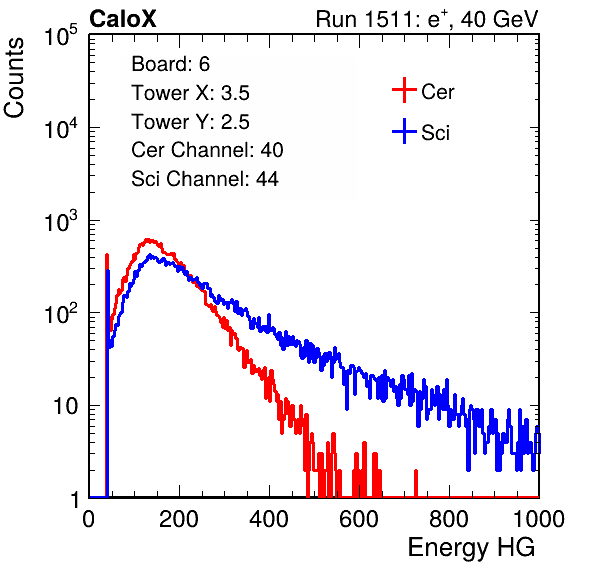 CaloX Run 1511: e⁺, 40 GeV
Counts
Board: 6
Tower X: 3.5
Tower Y: 2.5
Cer Channel: 40
Sci Channel: 44
Cer
Sci
10⁵
10⁴
10³
10²
10
1
0 200 400 600 800 1000
Energy HG